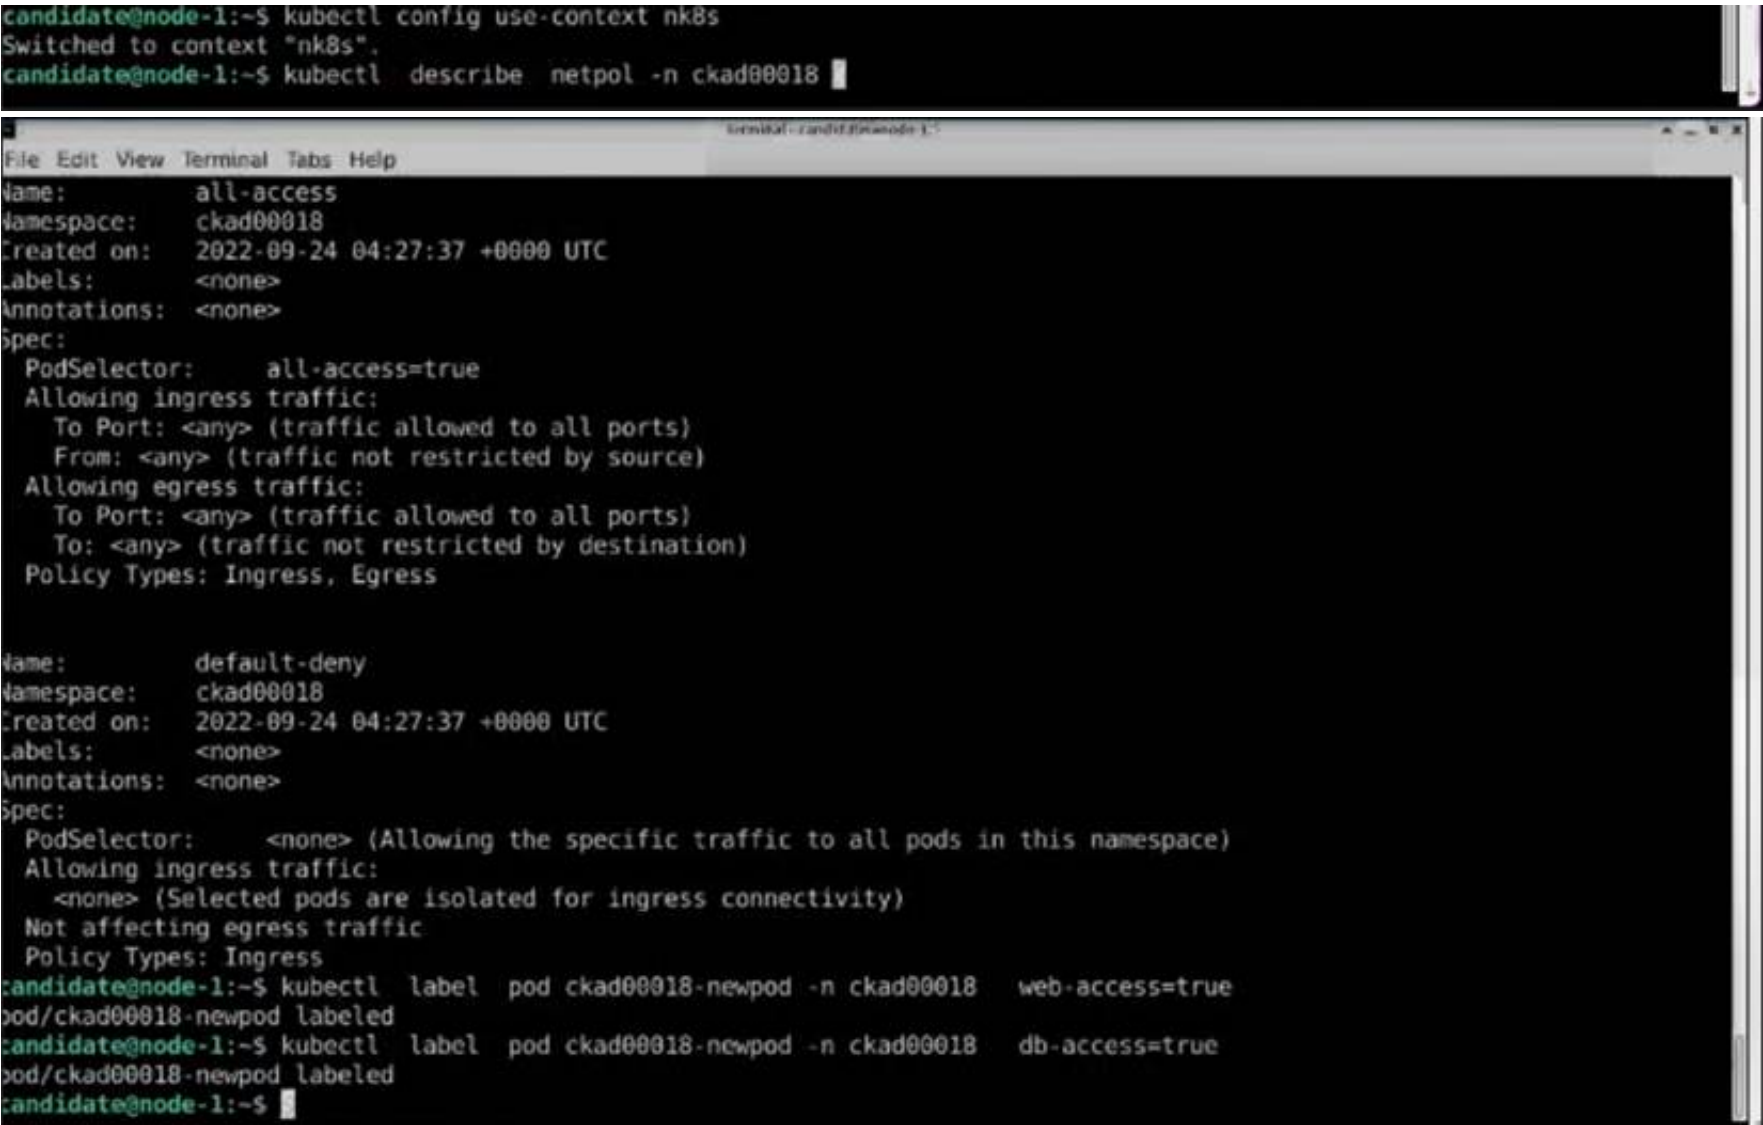 candidate@node-1:~$ kubectl config use-context nk8s
Switched to context "nk8s".
candidate@node-1:~$ kubectl  describe  netpol -n ckad00018
Terminal - candidate@node-1:~
File Edit View Terminal Tabs Help
Name:         all-access
Namespace:    ckad00018
Created on:   2022-09-24 04:27:37 +0000 UTC
Labels:       <none>
Annotations:  <none>
Spec:
  PodSelector:     all-access=true
  Allowing ingress traffic:
    To Port: <any> (traffic allowed to all ports)
    From: <any> (traffic not restricted by source)
  Allowing egress traffic:
    To Port: <any> (traffic allowed to all ports)
    To: <any> (traffic not restricted by destination)
  Policy Types: Ingress, Egress
Name:         default-deny
Namespace:    ckad00018
Created on:   2022-09-24 04:27:37 +0000 UTC
Labels:       <none>
Annotations:  <none>
Spec:
  PodSelector:     <none> (Allowing the specific traffic to all pods in this namespace)
  Allowing ingress traffic:
    <none> (Selected pods are isolated for ingress connectivity)
  Not affecting egress traffic
  Policy Types: Ingress
candidate@node-1:~$ kubectl  label  pod ckad00018-newpod -n ckad00018   web-access=true
pod/ckad00018-newpod labeled
candidate@node-1:~$ kubectl  label  pod ckad00018-newpod -n ckad00018   db-access=true
pod/ckad00018-newpod labeled
candidate@node-1:~$